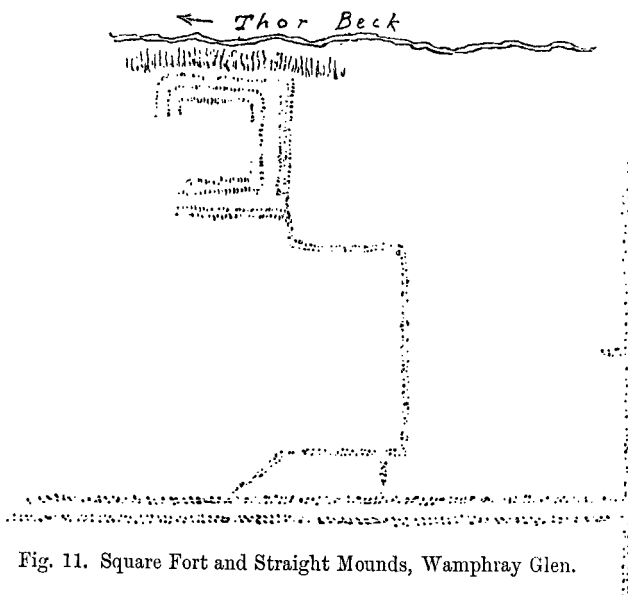 Thor Beck
Fig. 11. Square Fort and Straight Mounds, Wamphray Glen.